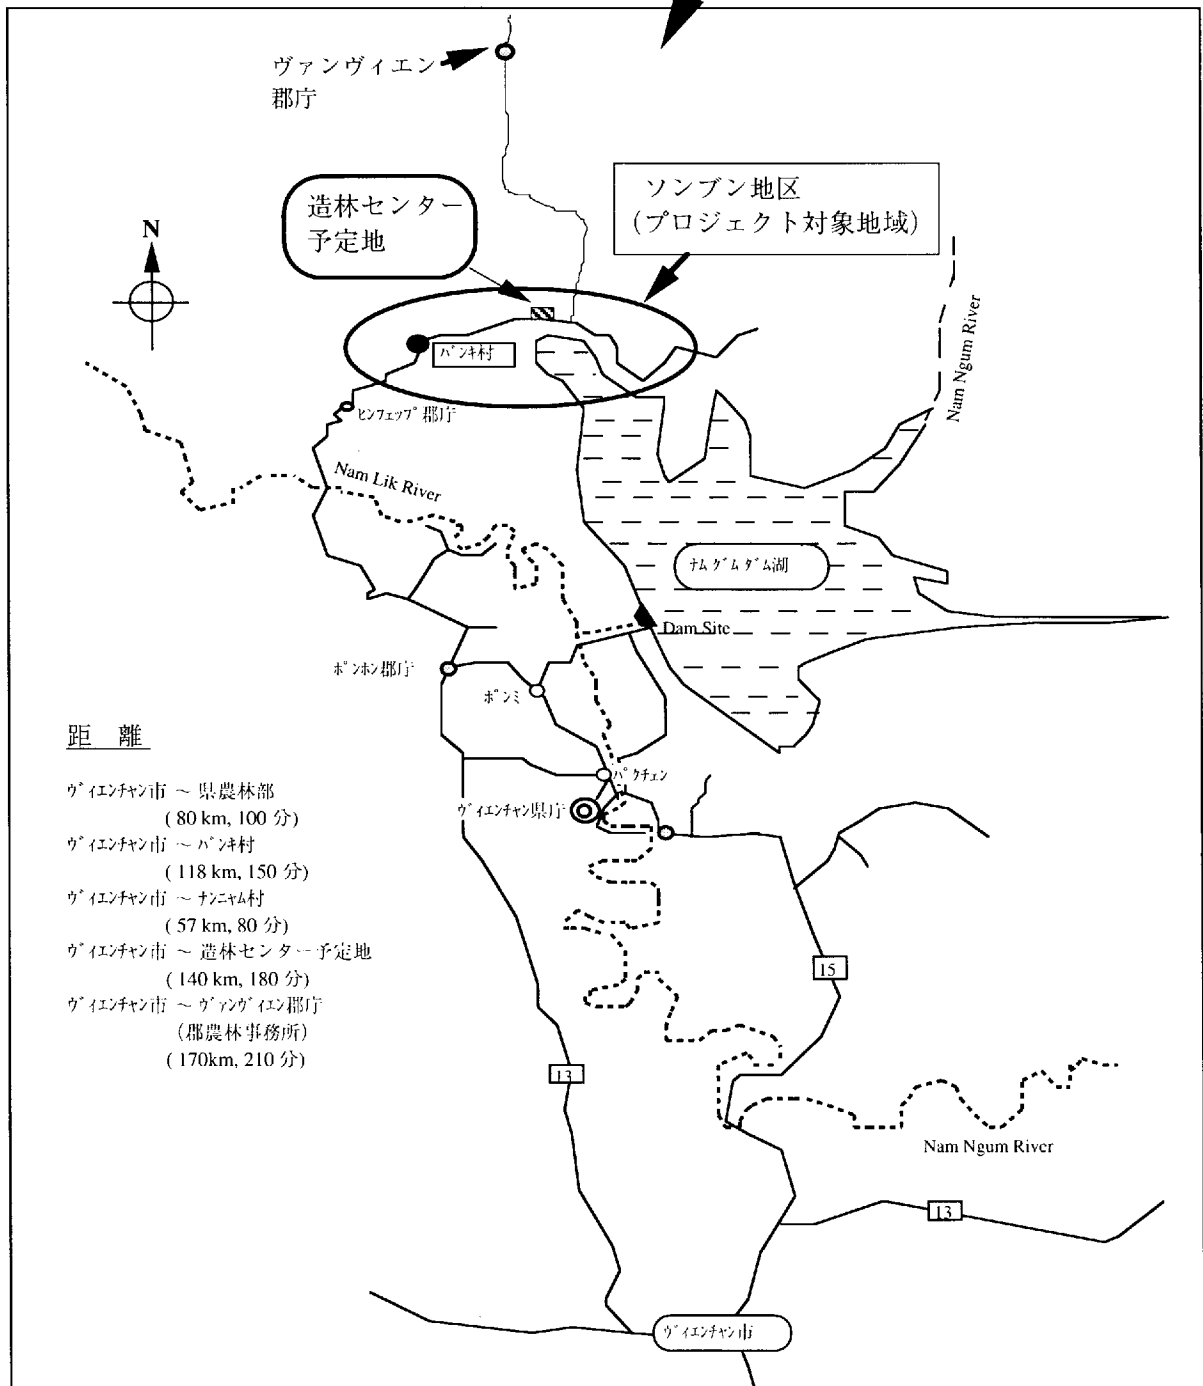 ヴァンヴィエン
郡庁
造林センター
予定地
ソンブン地区
(プロジェクト対象地域)
N
バンキ村
Nam Ngum River
ヒンフェップ郡庁
Nam Lik River
ナムグムダム湖
Dam Site
ポンホン郡庁
ポンミ
パクチェン
ヴィエンチャン県庁
距 離
ヴィエンチャン市 ～ 県農林部
( 80 km, 100 分)
ヴィエンチャン市 ～ バンキ村
( 118 km, 150 分)
ヴィエンチャン市 ～ ナンニャム村
( 57 km, 80 分)
ヴィエンチャン市 ～ 造林センター予定地
( 140 km, 180 分)
ヴィエンチャン市 ～ ヴァンヴィエン郡庁
(郡農林事務所)
( 170km, 210 分)
15
13
Nam Ngum River
13
ヴィエンチャン市